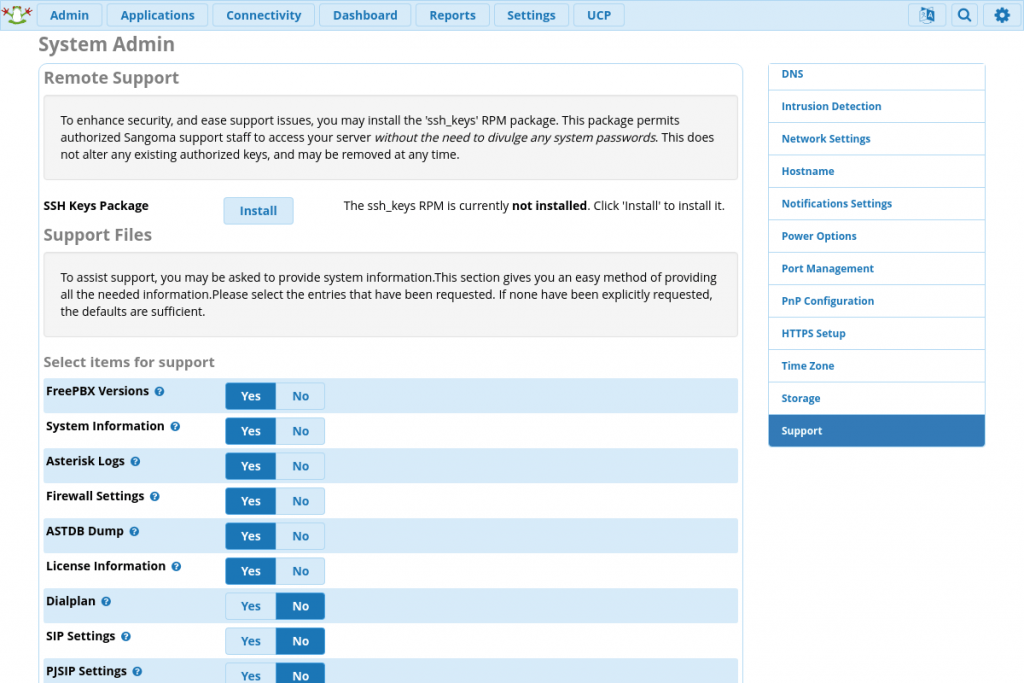 Admin
Applications
Connectivity
Dashboard
Reports
Settings
UCP
System Admin
Remote Support
To enhance security, and ease support issues, you may install the 'ssh_keys' RPM package. This package permits
authorized Sangoma support staff to access your server without the need to divulge any system passwords. This does
not alter any existing authorized keys, and may be removed at any time.
SSH Keys Package
Install
The ssh_keys RPM is currently not installed. Click 'Install' to install it.
Support Files
To assist support, you may be asked to provide system information.This section gives you an easy method of providing
all the needed information.Please select the entries that have been requested. If none have been explicitly requested,
the defaults are sufficient.
Select items for support
FreePBX Versions Yes No
System Information Yes No
Asterisk Logs Yes No
Firewall Settings Yes No
ASTDB Dump Yes No
License Information Yes No
Dialplan Yes No
SIP Settings Yes No
PJSIP Settings Yes No
DNS
Intrusion Detection
Network Settings
Hostname
Notifications Settings
Power Options
Port Management
PnP Configuration
HTTPS Setup
Time Zone
Storage
Support